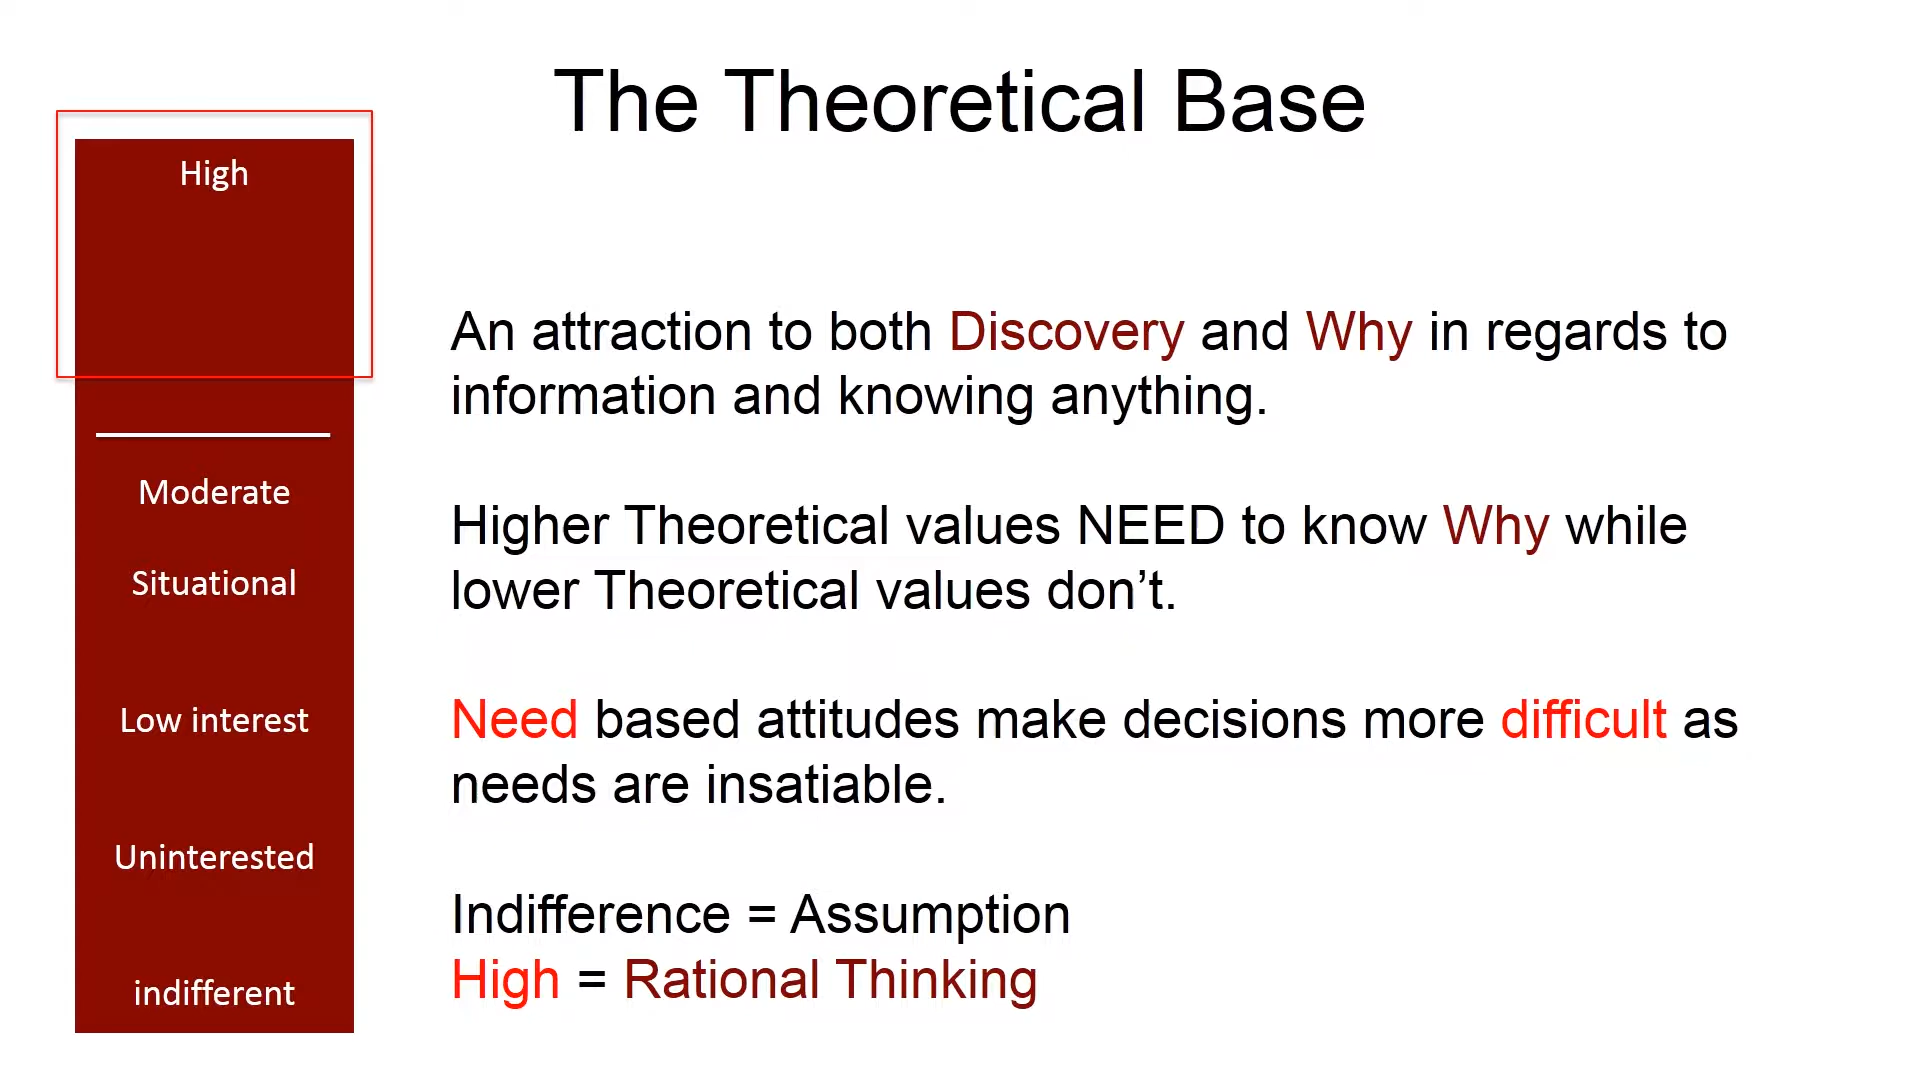 The Theoretical Base
High
Moderate
Situational
Low interest
Uninterested
indifferent
An attraction to both Discovery and Why in regards to
information and knowing anything.
Higher Theoretical values NEED to know Why while
lower Theoretical values don’t.
Need based attitudes make decisions more difficult as
needs are insatiable.
Indifference = Assumption
High = Rational Thinking